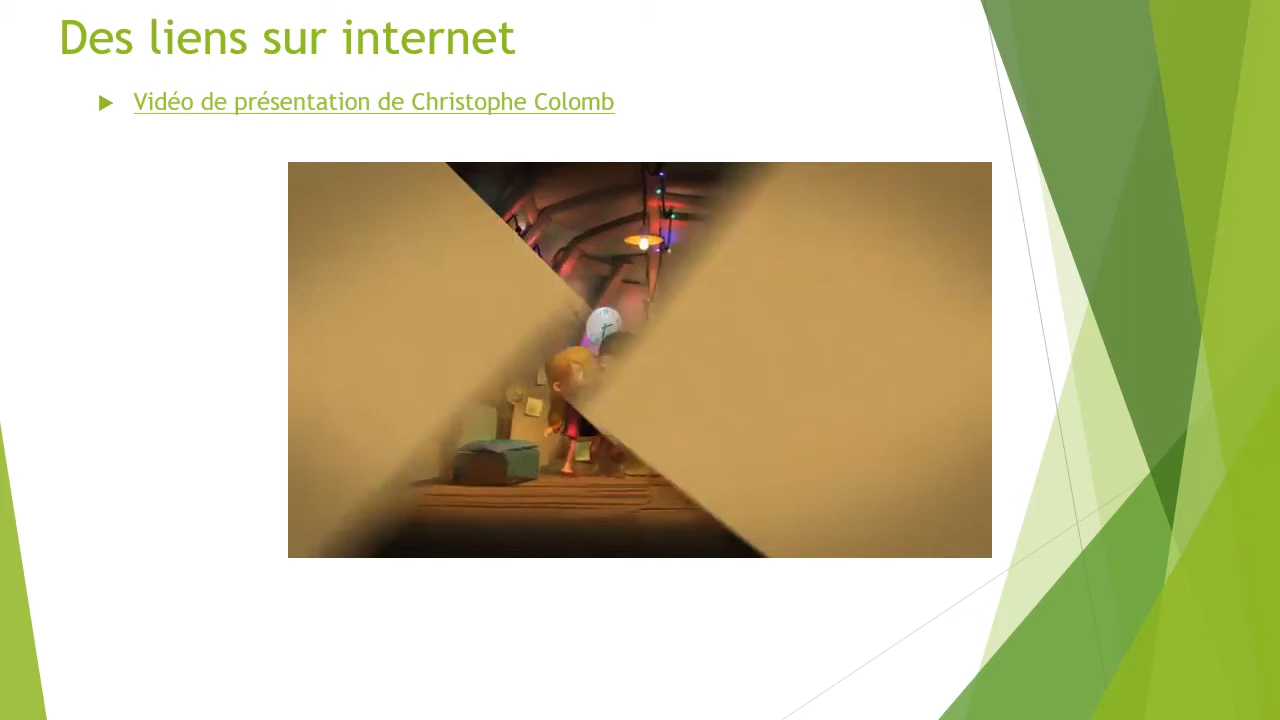 Des liens sur internet
Vidéo de présentation de Christophe Colomb